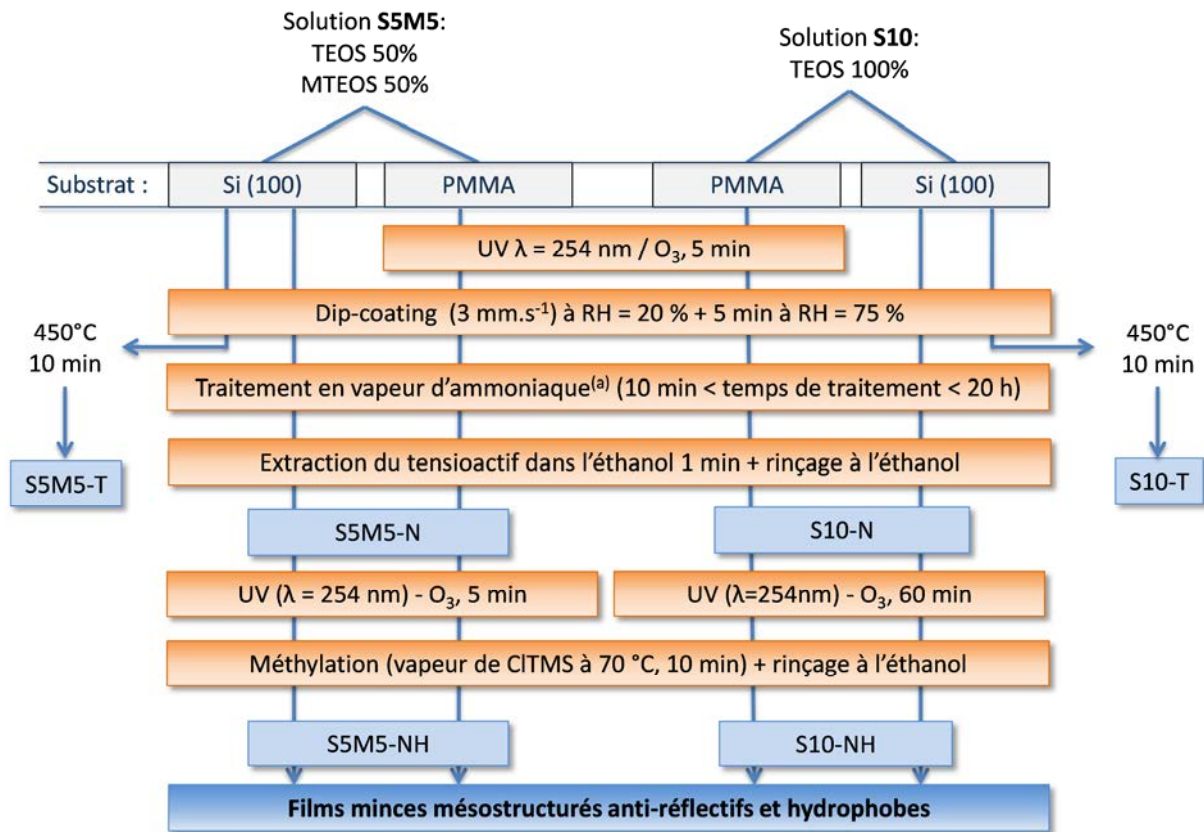 Solution S5M5:
TEOS 50%
MTEOS 50%
Solution S10:
TEOS 100%
Substrat :
Si (100)
PMMA
PMMA
Si (100)
UV λ = 254 nm / O₃, 5 min
Dip-coating (3 mm.s⁻¹) à RH = 20 % + 5 min à RH = 75 %
450°C
10 min
450°C
10 min
Traitement en vapeur d’ammoniaque⁽ᵃ⁾ (10 min < temps de traitement < 20 h)
Extraction du tensioactif dans l’éthanol 1 min + rinçage à l’éthanol
S5M5-T
S10-T
S5M5-N
S10-N
UV (λ = 254 nm) - O₃, 5 min
UV (λ=254nm) - O₃, 60 min
Méthylation (vapeur de ClTMS à 70 °C, 10 min) + rinçage à l’éthanol
S5M5-NH
S10-NH
Films minces mésostructurés anti-réflectifs et hydrophobes